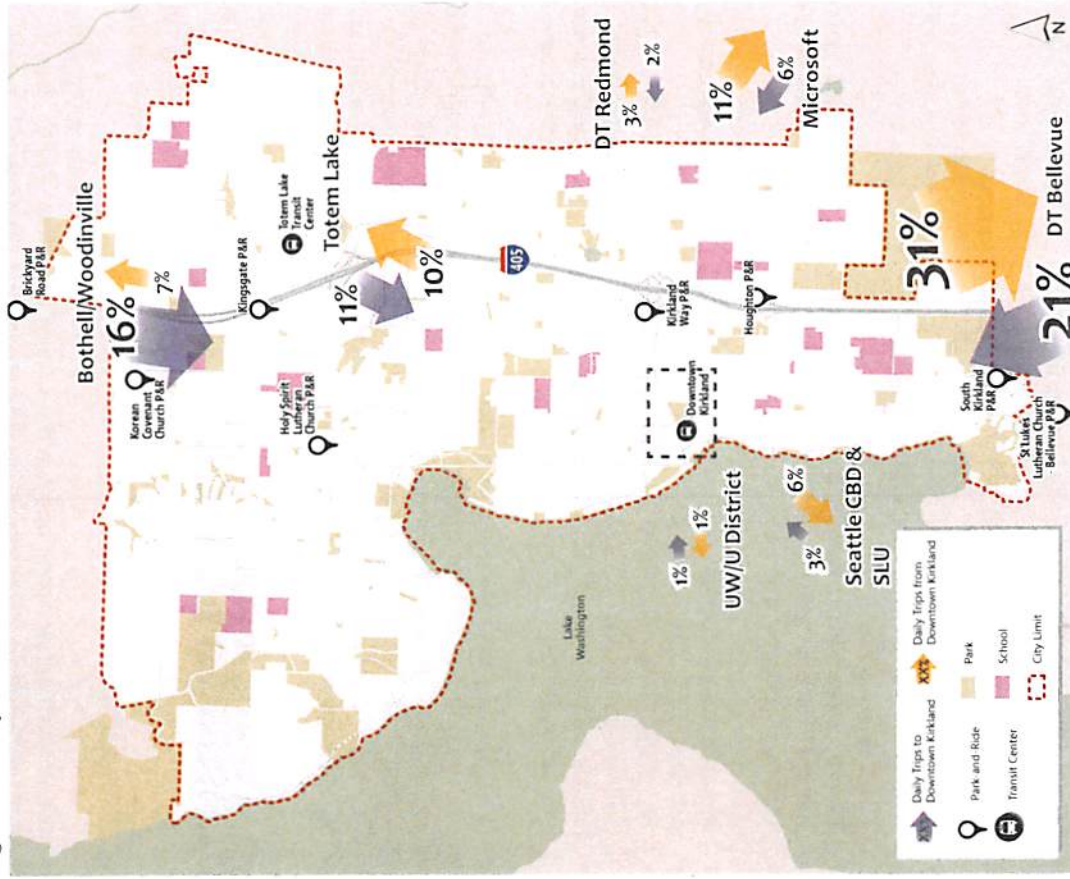 Brickyard
Road P&R
Bothell/Woodinville
16%
7%
Korean
Covenant
Church P&R
Kingsgate P&R
Totem Lake
Transit
Center
Totem Lake
Holy Spirit
Lutheran
Church P&R
11%
10%
405
DT Redmond
3%
2%
11%
6%
Microsoft
Kirkland
Way P&R
Houghton P&R
Downtown
Kirkland
Lake
Washington
1%
1%
UW/U District
3%
6%
Seattle CBD &
SLU
31%
21%
DT Bellevue
South
Kirkland
P&R
St Lukes
Lutheran Church
- Bellevue P&R
XX%
Daily Trips to
Downtown Kirkland
XX%
Daily Trips from
Downtown Kirkland
Park-and-Ride
Park
Transit Center
School
City Limit
N